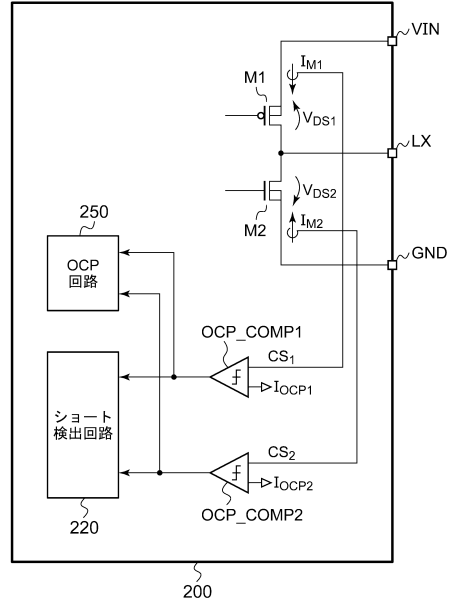 VIN
I_M1
M1
V_DS1
LX
V_DS2
I_M2
M2
GND
250
OCP
回路
OCP_COMP1
CS_1
I_OCP1
ショート
検出回路
CS_2
I_OCP2
OCP_COMP2
220
200